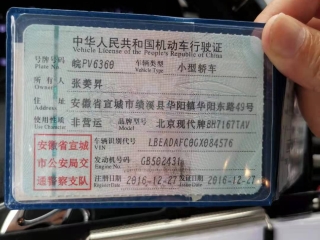 中华人民共和国机动车行驶证
Vehicle License of the People's Republic of China
号牌号码 皖PV6360 车辆类型 小型轿车
Plate No. Vehicle Type
所有人 张姜昇
Owner
住址 安徽省宣城市绩溪县华阳镇华阳东路49号
Address
使用性质 非营运 品牌型号 北京现代牌BH7167TAV
Use Character Model
安徽省宣城 车辆识别代号 LBEADAFC0GX084576
VIN
市公安局交 发动机号码 GB502431
Engine No.
通警察支队 注册日期 2016-12-27 发证日期 2016-12-27
Register Date Issue Date